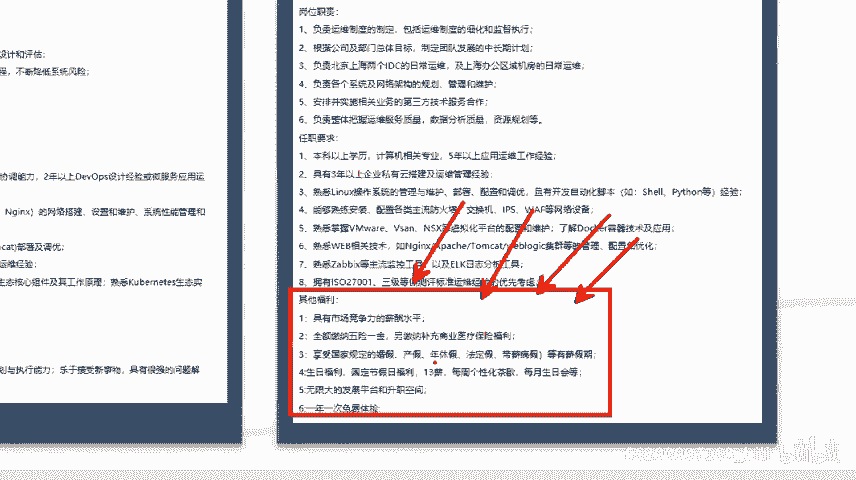 设计和评估;
程,不断降低系统风险;
协调能力,2年以上DevOps设计经验或微服务应用运
Nginx)的网络搭建、设置和维护、系统性能管理和
cat)部署及调优;
运维经验;
生态核心组件及其工作原理;熟悉Kubernetes生态实
划与执行能力;乐于接受新事物,具有很强的问题解
岗位职责:
1、负责运维制度的制定,包括运维制度的细化和监督执行;
2、根据公司及部门总体目标,制定团队发展的中长期计划;
3、负责北京上海两个IDC的日常运维,及上海办公区域机房的日常运维;
4、负责各个系统及网络架构的规划、管理和维护;
5、安排并实施相关业务的第三方技术服务合作;
6、负责整体把握运维服务质量,数据分析质量,资源规划等。
任职要求:
1、本科以上学历,计算机相关专业,5年以上应用运维工作经验;
2、具有3年以上企业私有云搭建及运维管理经验;
3、熟悉Linux操作系统的管理与维护、部署、配置和调优,且有开发自动化脚本(如:Shell、Python等)经验;
4、能够熟练安装、配置各类主流防火墙、交换机、IPS、WAF等网络设备;
5、熟悉掌握VMware、Vsan、NSX等虚拟化平台的配置和维护;了解Docker容器技术及应用;
6、熟悉WEB相关技术,如Nginx/Apache/Tomcat/weblogic集群等的管理、配置和优化;
7、熟悉Zabbix等主流监控工具,以及ELK日志分析工具;
8、拥有ISO27001、三级等保测评标准运维经验的优先考虑。
其他福利:
1:具有市场竞争力的薪酬水平;
2:全额缴纳五险一金,另缴纳补充商业医疗保险福利;
3:享受国家规定的婚假、产假、年休假、法定假、带薪病假)等有薪假期;
4:生日福利、固定节假日福利、13薪、每周个性化茶歇、每月生日会等;
5:无限大的发展平台和升职空间;
6:一年一次免费体检